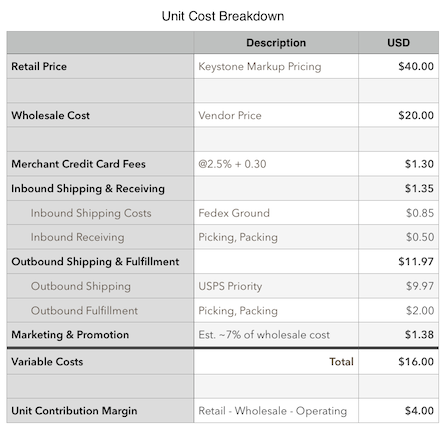 Unit Cost Breakdown
Description USD
Retail Price Keystone Markup Pricing $40.00
Wholesale Cost Vendor Price $20.00
Merchant Credit Card Fees @2.5% + 0.30 $1.30
Inbound Shipping & Receiving $1.35
Inbound Shipping Costs Fedex Ground $0.85
Inbound Receiving Picking, Packing $0.50
Outbound Shipping & Fulfillment $11.97
Outbound Shipping USPS Priority $9.97
Outbound Fulfillment Picking, Packing $2.00
Marketing & Promotion Est. ~7% of wholesale cost $1.38
Variable Costs Total $16.00
Unit Contribution Margin Retail - Wholesale - Operating $4.00